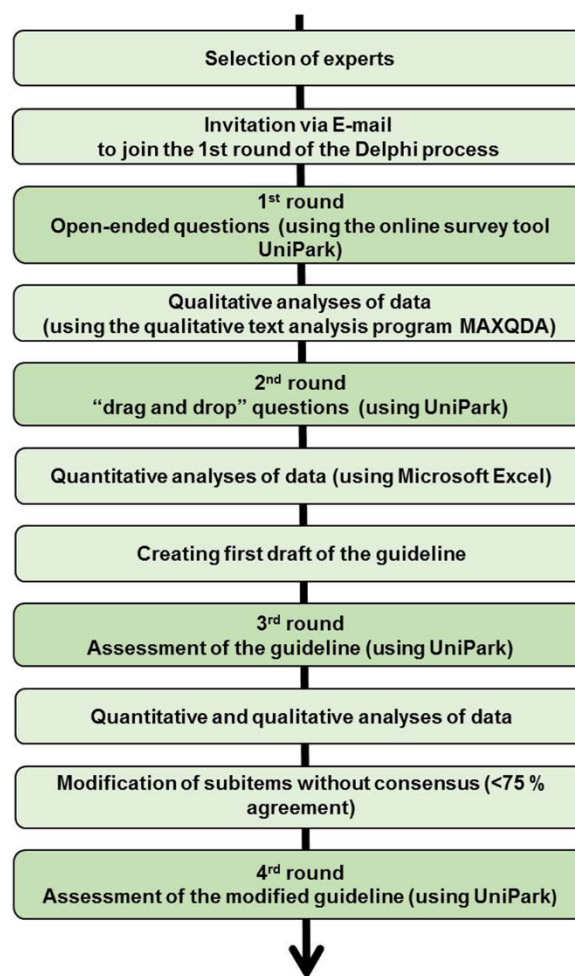 Selection of experts
Invitation via E-mail
to join the 1st round of the Delphi process
1st round
Open-ended questions (using the online survey tool
UniPark)
Qualitative analyses of data
(using the qualitative text analysis program MAXQDA)
2nd round
“drag and drop” questions (using UniPark)
Quantitative analyses of data (using Microsoft Excel)
Creating first draft of the guideline
3rd round
Assessment of the guideline (using UniPark)
Quantitative and qualitative analyses of data
Modification of subitems without consensus (<75 %
agreement)
4rd round
Assessment of the modified guideline (using UniPark)